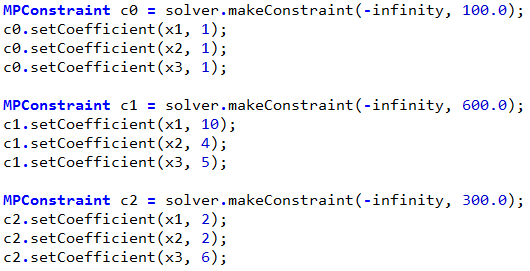 MPConstraint c0 = solver.makeConstraint(-infinity, 100.0);
c0.setCoefficient(x1, 1);
c0.setCoefficient(x2, 1);
c0.setCoefficient(x3, 1);
MPConstraint c1 = solver.makeConstraint(-infinity, 600.0);
c1.setCoefficient(x1, 10);
c1.setCoefficient(x2, 4);
c1.setCoefficient(x3, 5);
MPConstraint c2 = solver.makeConstraint(-infinity, 300.0);
c2.setCoefficient(x1, 2);
c2.setCoefficient(x2, 2);
c2.setCoefficient(x3, 6);